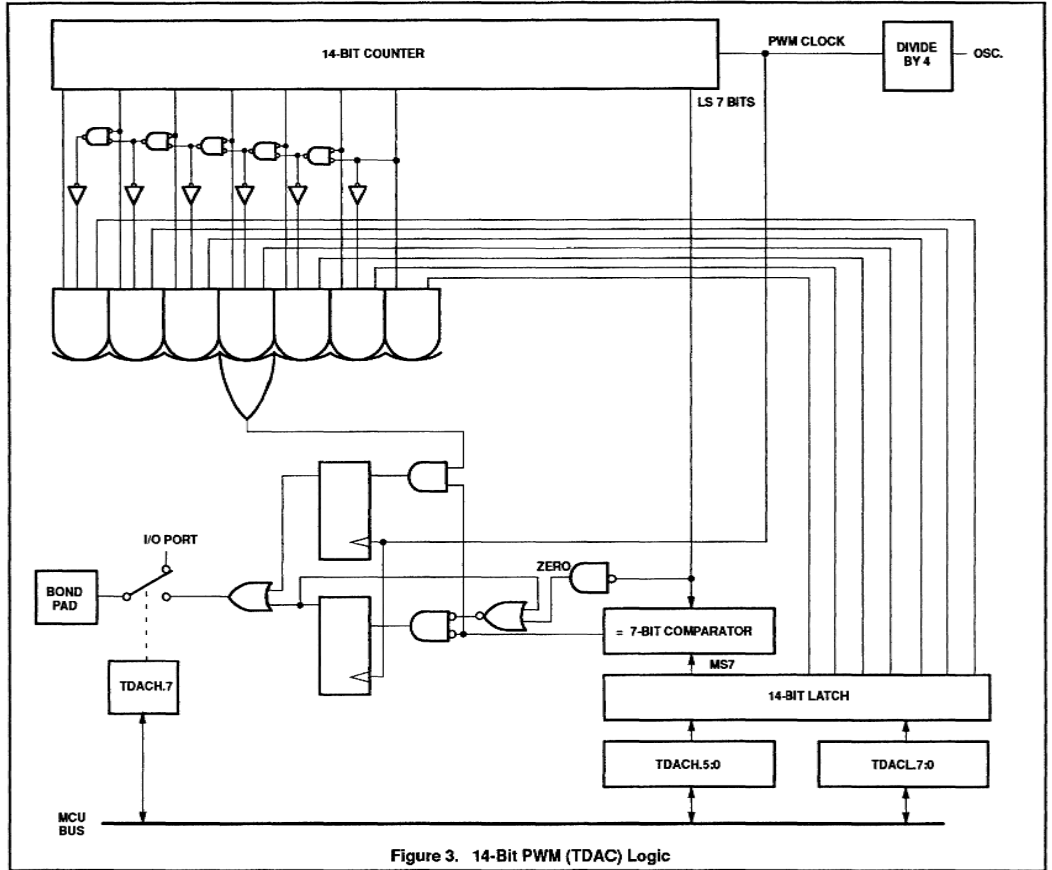 14-BIT COUNTER
PWM CLOCK
DIVIDE
BY 4
OSC.
LS 7 BITS
I/O PORT
ZERO
BOND
PAD
= 7-BIT COMPARATOR
MS7
TDACH.7
14-BIT LATCH
TDACH.5:0
TDACL.7:0
MCU
BUS
Figure 3. 14-Bit PWM (TDAC) Logic